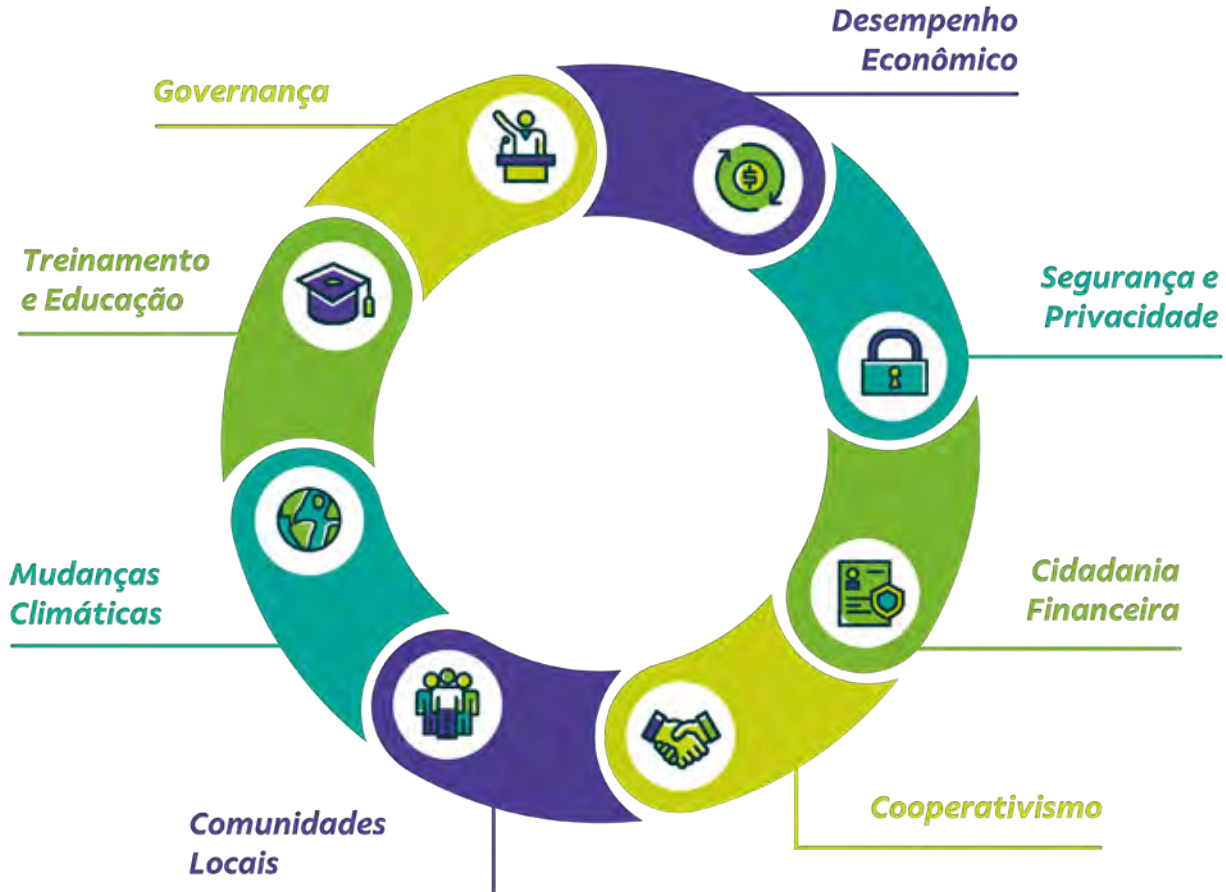 Desempenho
Econômico
Governança
Treinamento
e Educação
Segurança e
Privacidade
Mudanças
Climáticas
Cidadania
Financeira
Cooperativismo
Comunidades
Locais